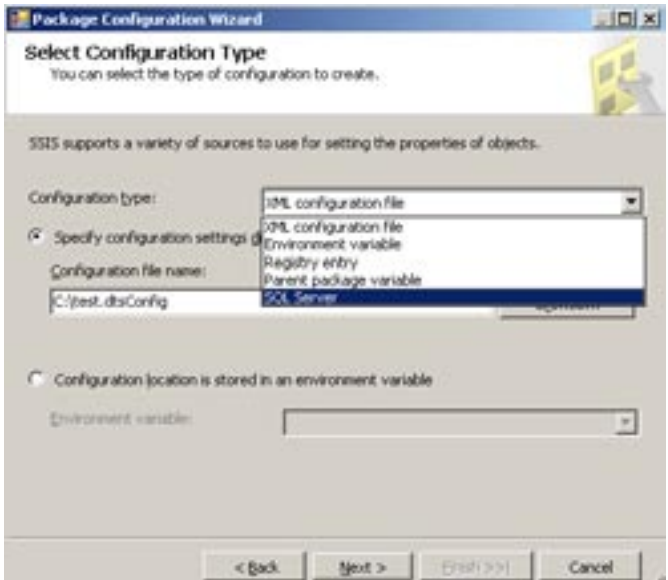 Package Configuration Wizard
Select Configuration Type
You can select the type of configuration to create.
SSIS supports a variety of sources to use for setting the properties of objects.
Configuration type:
XML configuration file
XML configuration file
Environment variable
Registry entry
Parent package variable
SQL Server
Specify configuration settings
Configuration file name:
C:\test.dtsConfig
Configuration location is stored in an environment variable
Environment variable:
< Back
Next >
Finish >>|
Cancel